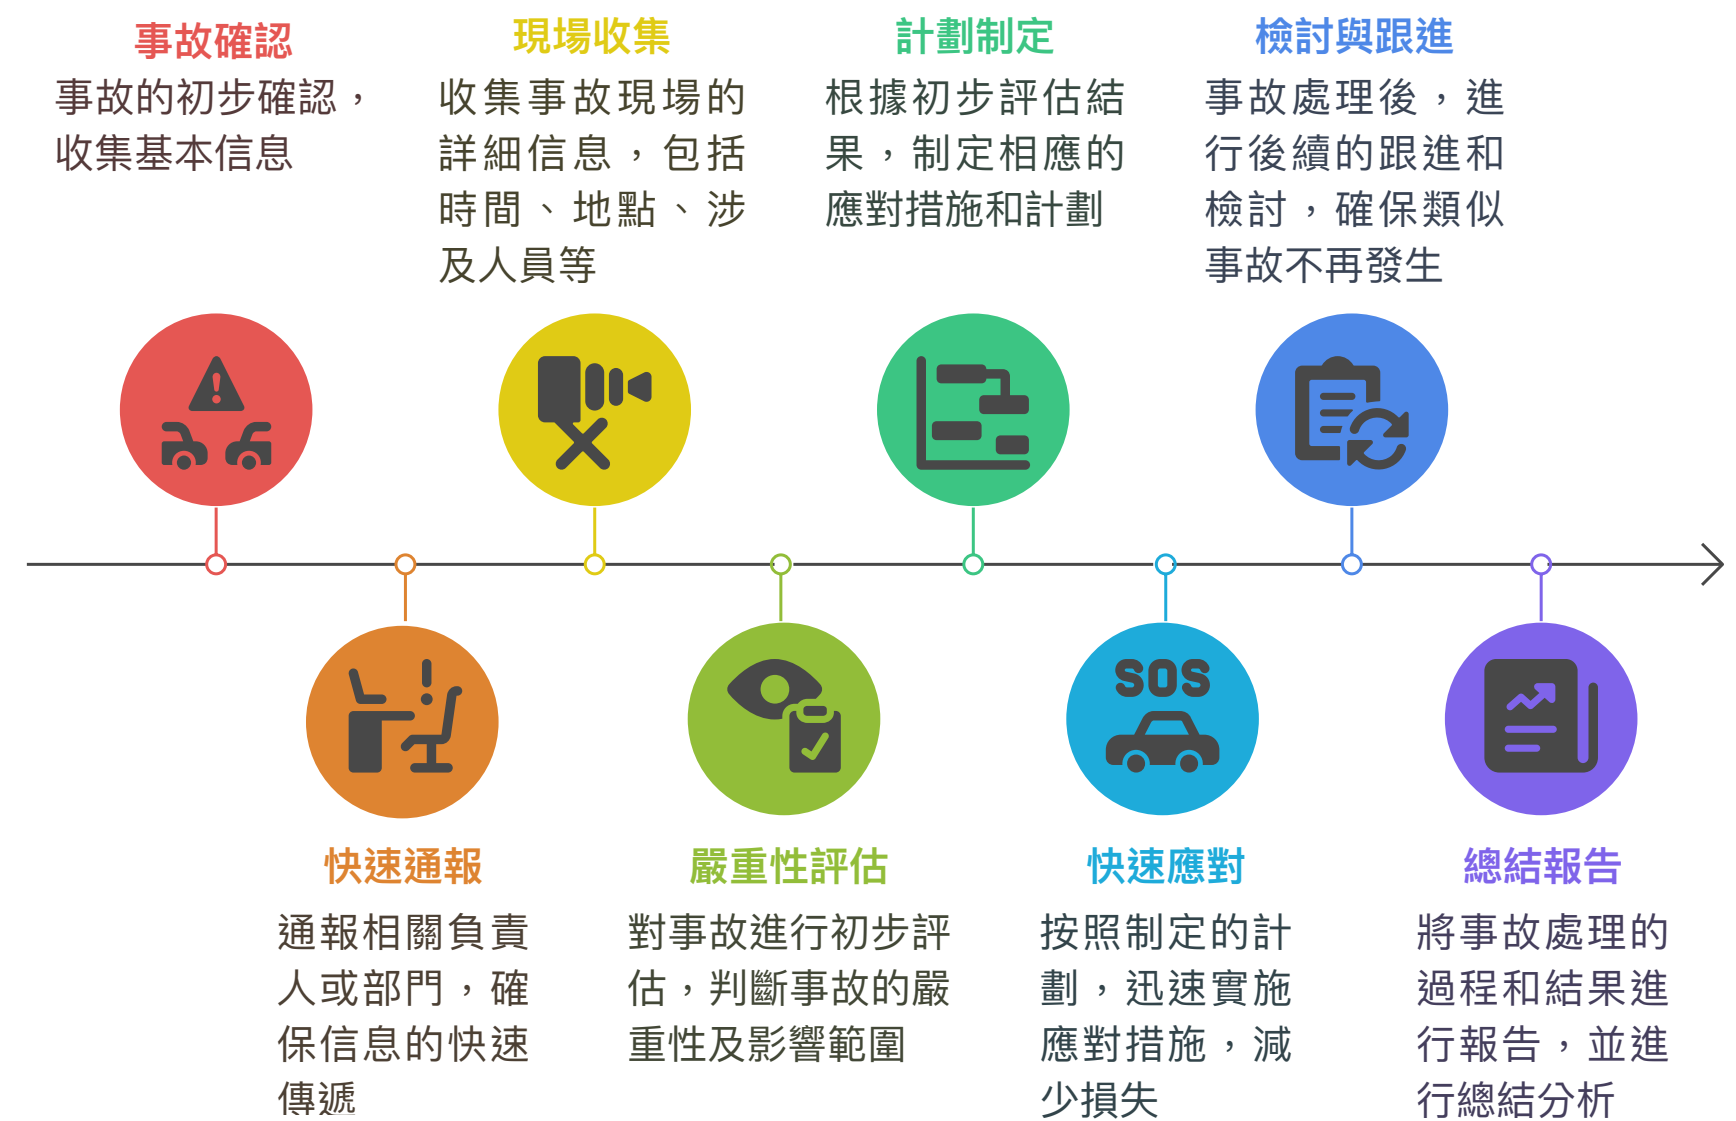 事故確認
事故的初步確認，
收集基本信息
快速通報
通報相關負責
人或部門，確
保信息的快速
傳遞
現場收集
收集事故現場的
詳細信息，包括
時間、地點、涉
及人員等
嚴重性評估
對事故進行初步評
估，判斷事故的嚴
重性及影響範圍
計劃制定
根據初步評估結
果，制定相應的
應對措施和計劃
SOS
快速應對
按照制定的計
劃，迅速實施
應對措施，減
少損失
檢討與跟進
事故處理後，進
行後續的跟進和
檢討，確保類似
事故不再發生
總結報告
將事故處理的
過程和結果進
行報告，並進
行總結分析